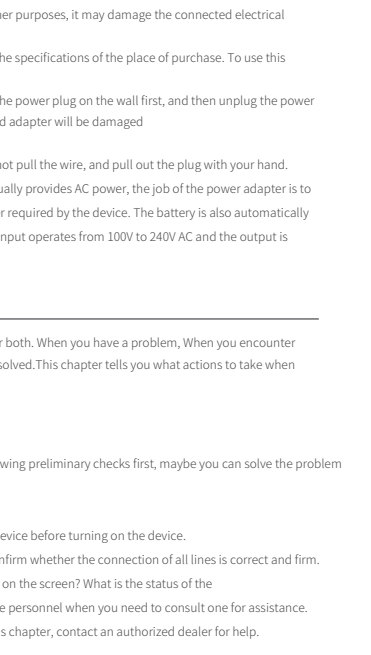 er purposes, it may damage the connected electrical
he specifications of the place of purchase. To use this
he power plug on the wall first, and then unplug the power
d adapter will be damaged
not pull the wire, and pull out the plug with your hand.
ually provides AC power, the job of the power adapter is to
r required by the device. The battery is also automatically
nput operates from 100V to 240V AC and the output is
r both. When you have a problem, When you encounter
solved.This chapter tells you what actions to take when
wing preliminary checks first, maybe you can solve the problem
evice before turning on the device.
nfirm whether the connection of all lines is correct and firm.
on the screen? What is the status of the
e personnel when you need to consult one for assistance.
s chapter, contact an authorized dealer for help.